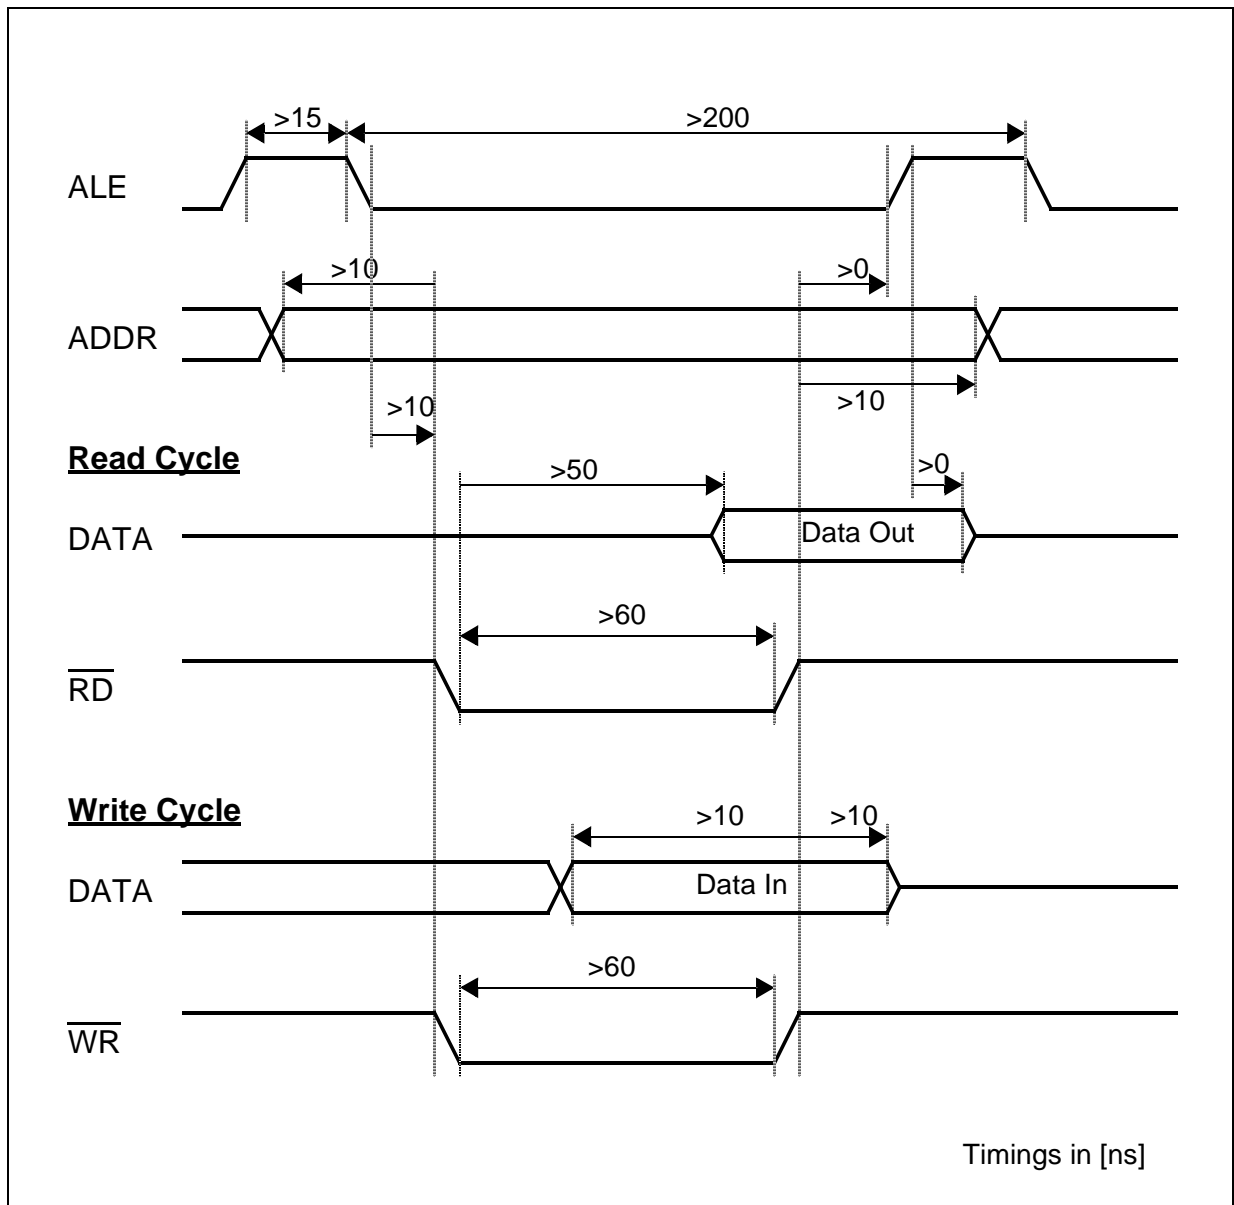 >15
>200
ALE
>10
>0
ADDR
>10
>10
Read Cycle
>50
>0
DATA
Data Out
>60
RD
Write Cycle
>10
>10
DATA
Data In
>60
WR
Timings in [ns]